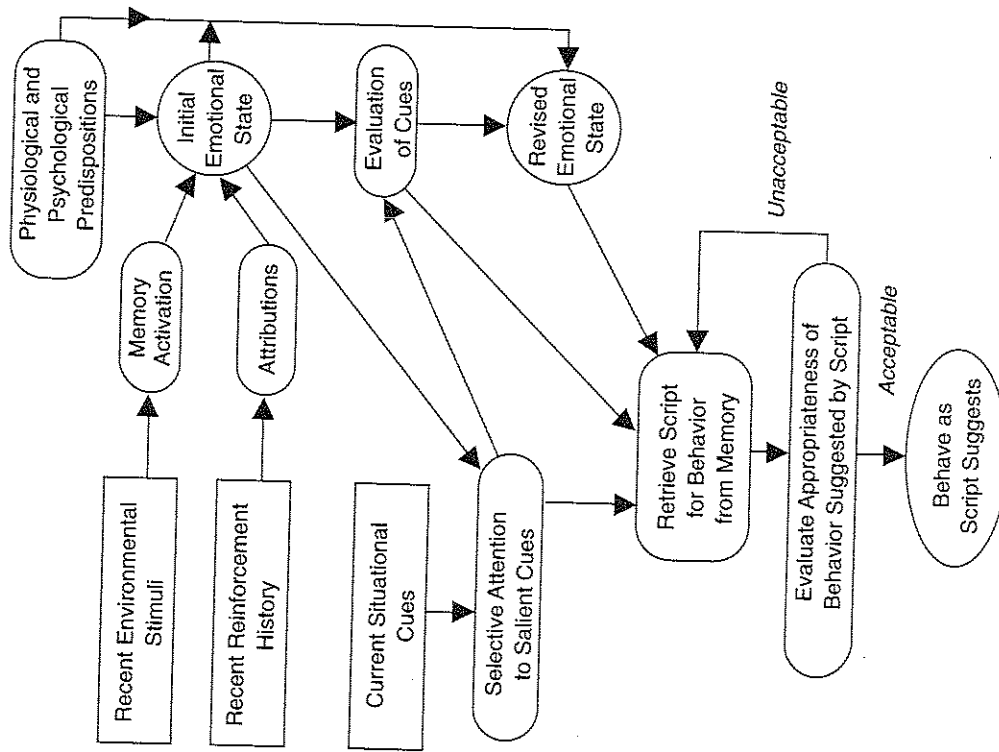 Physiological and
Psychological
Predispositions
Recent Environmental
Stimuli
Memory
Activation
Initial
Emotional
State
Recent Reinforcement
History
Attributions
Current Situational
Cues
Evaluation
of Cues
Selective Attention
to Salient Cues
Revised
Emotional
State
Retrieve Script
for Behavior
from Memory
Unacceptable
Evaluate Appropriateness of
Behavior Suggested by Script
Acceptable
Behave as
Script Suggests